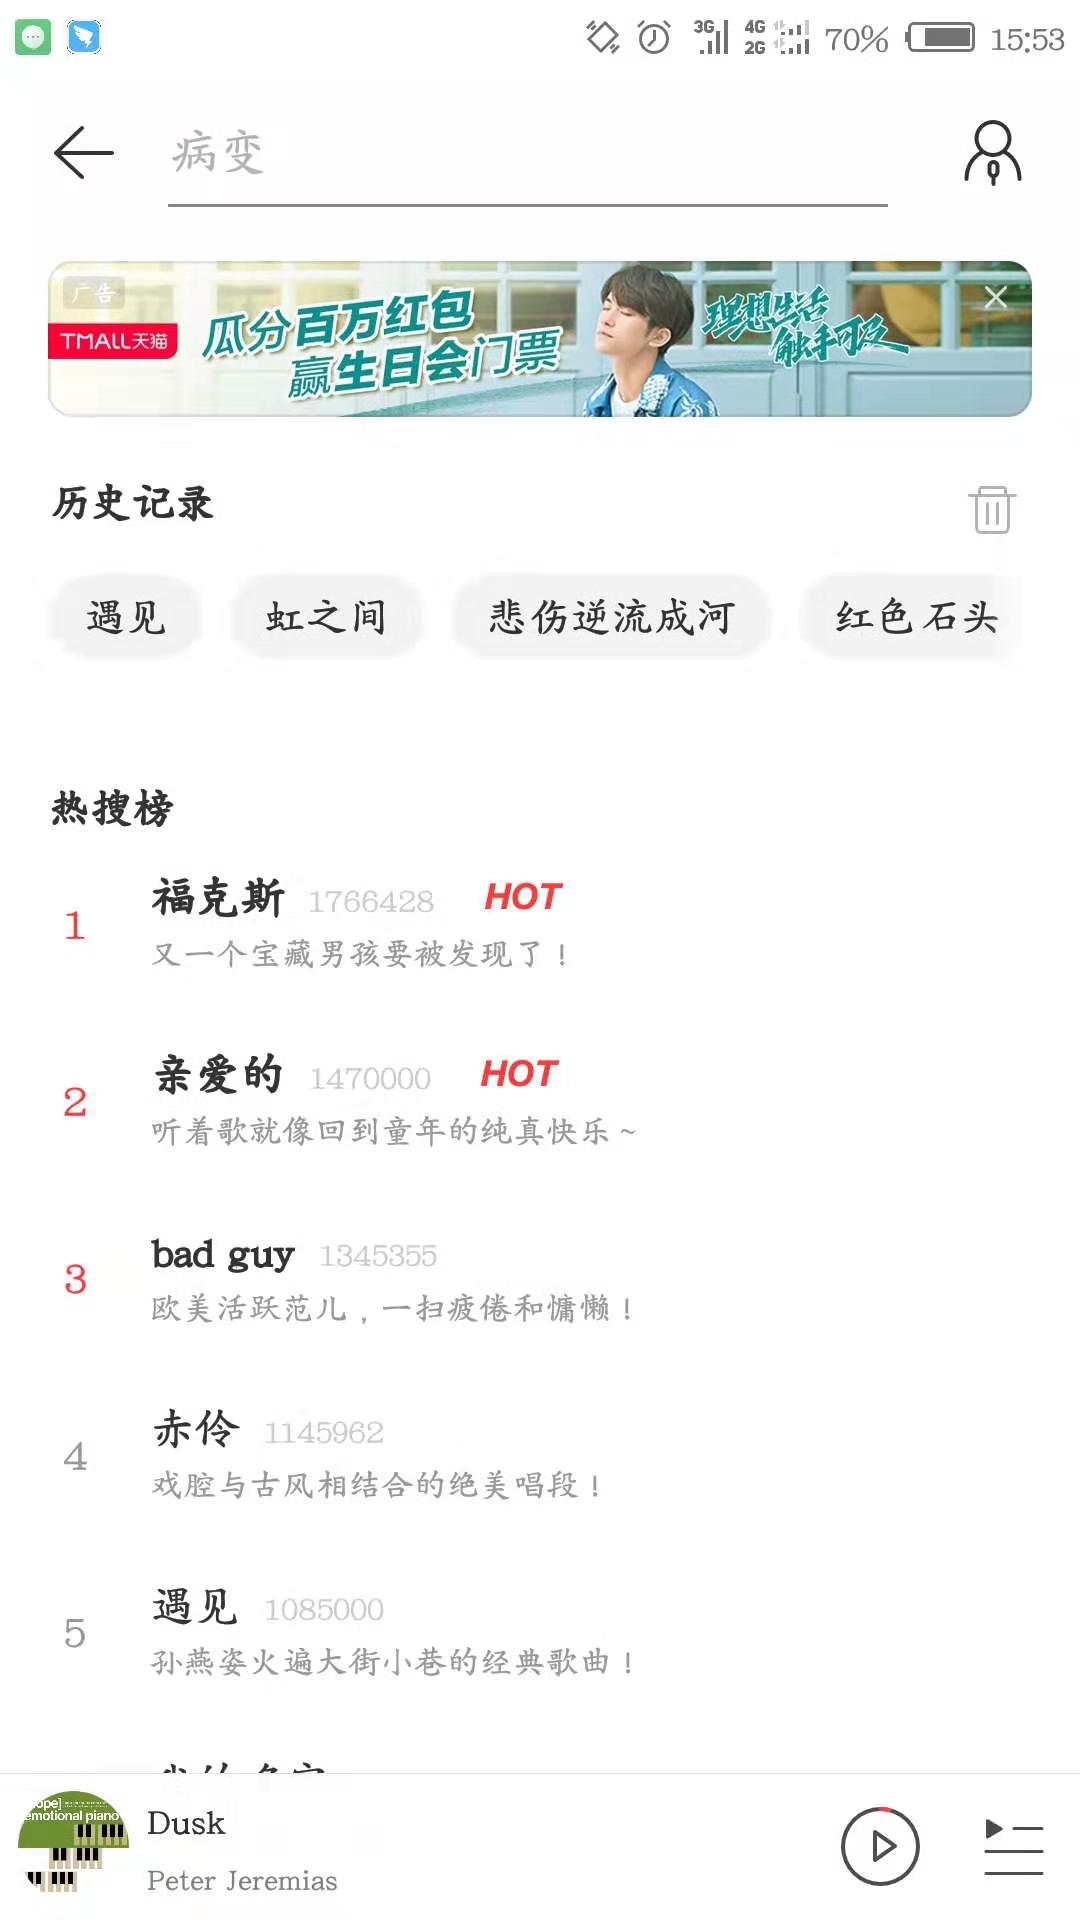 3G 4G 2G 70% 15:53
病变
广告
TMALL天猫
瓜分百万红包
赢生日会门票
理想生活
触手可及
历史记录
遇见 虹之间 悲伤逆流成河 红色石头
热搜榜
1 福克斯 1766428 HOT
又一个宝藏男孩要被发现了！
2 亲爱的 1470000 HOT
听着歌就像回到童年的纯真快乐～
3 bad guy 1345355
欧美活跃范儿，一扫疲倦和慵懒！
4 赤伶 1145962
戏腔与古风相结合的绝美唱段！
5 遇见 1085000
孙燕姿火遍大街小巷的经典歌曲！
emotional piano
Dusk
Peter Jeremias